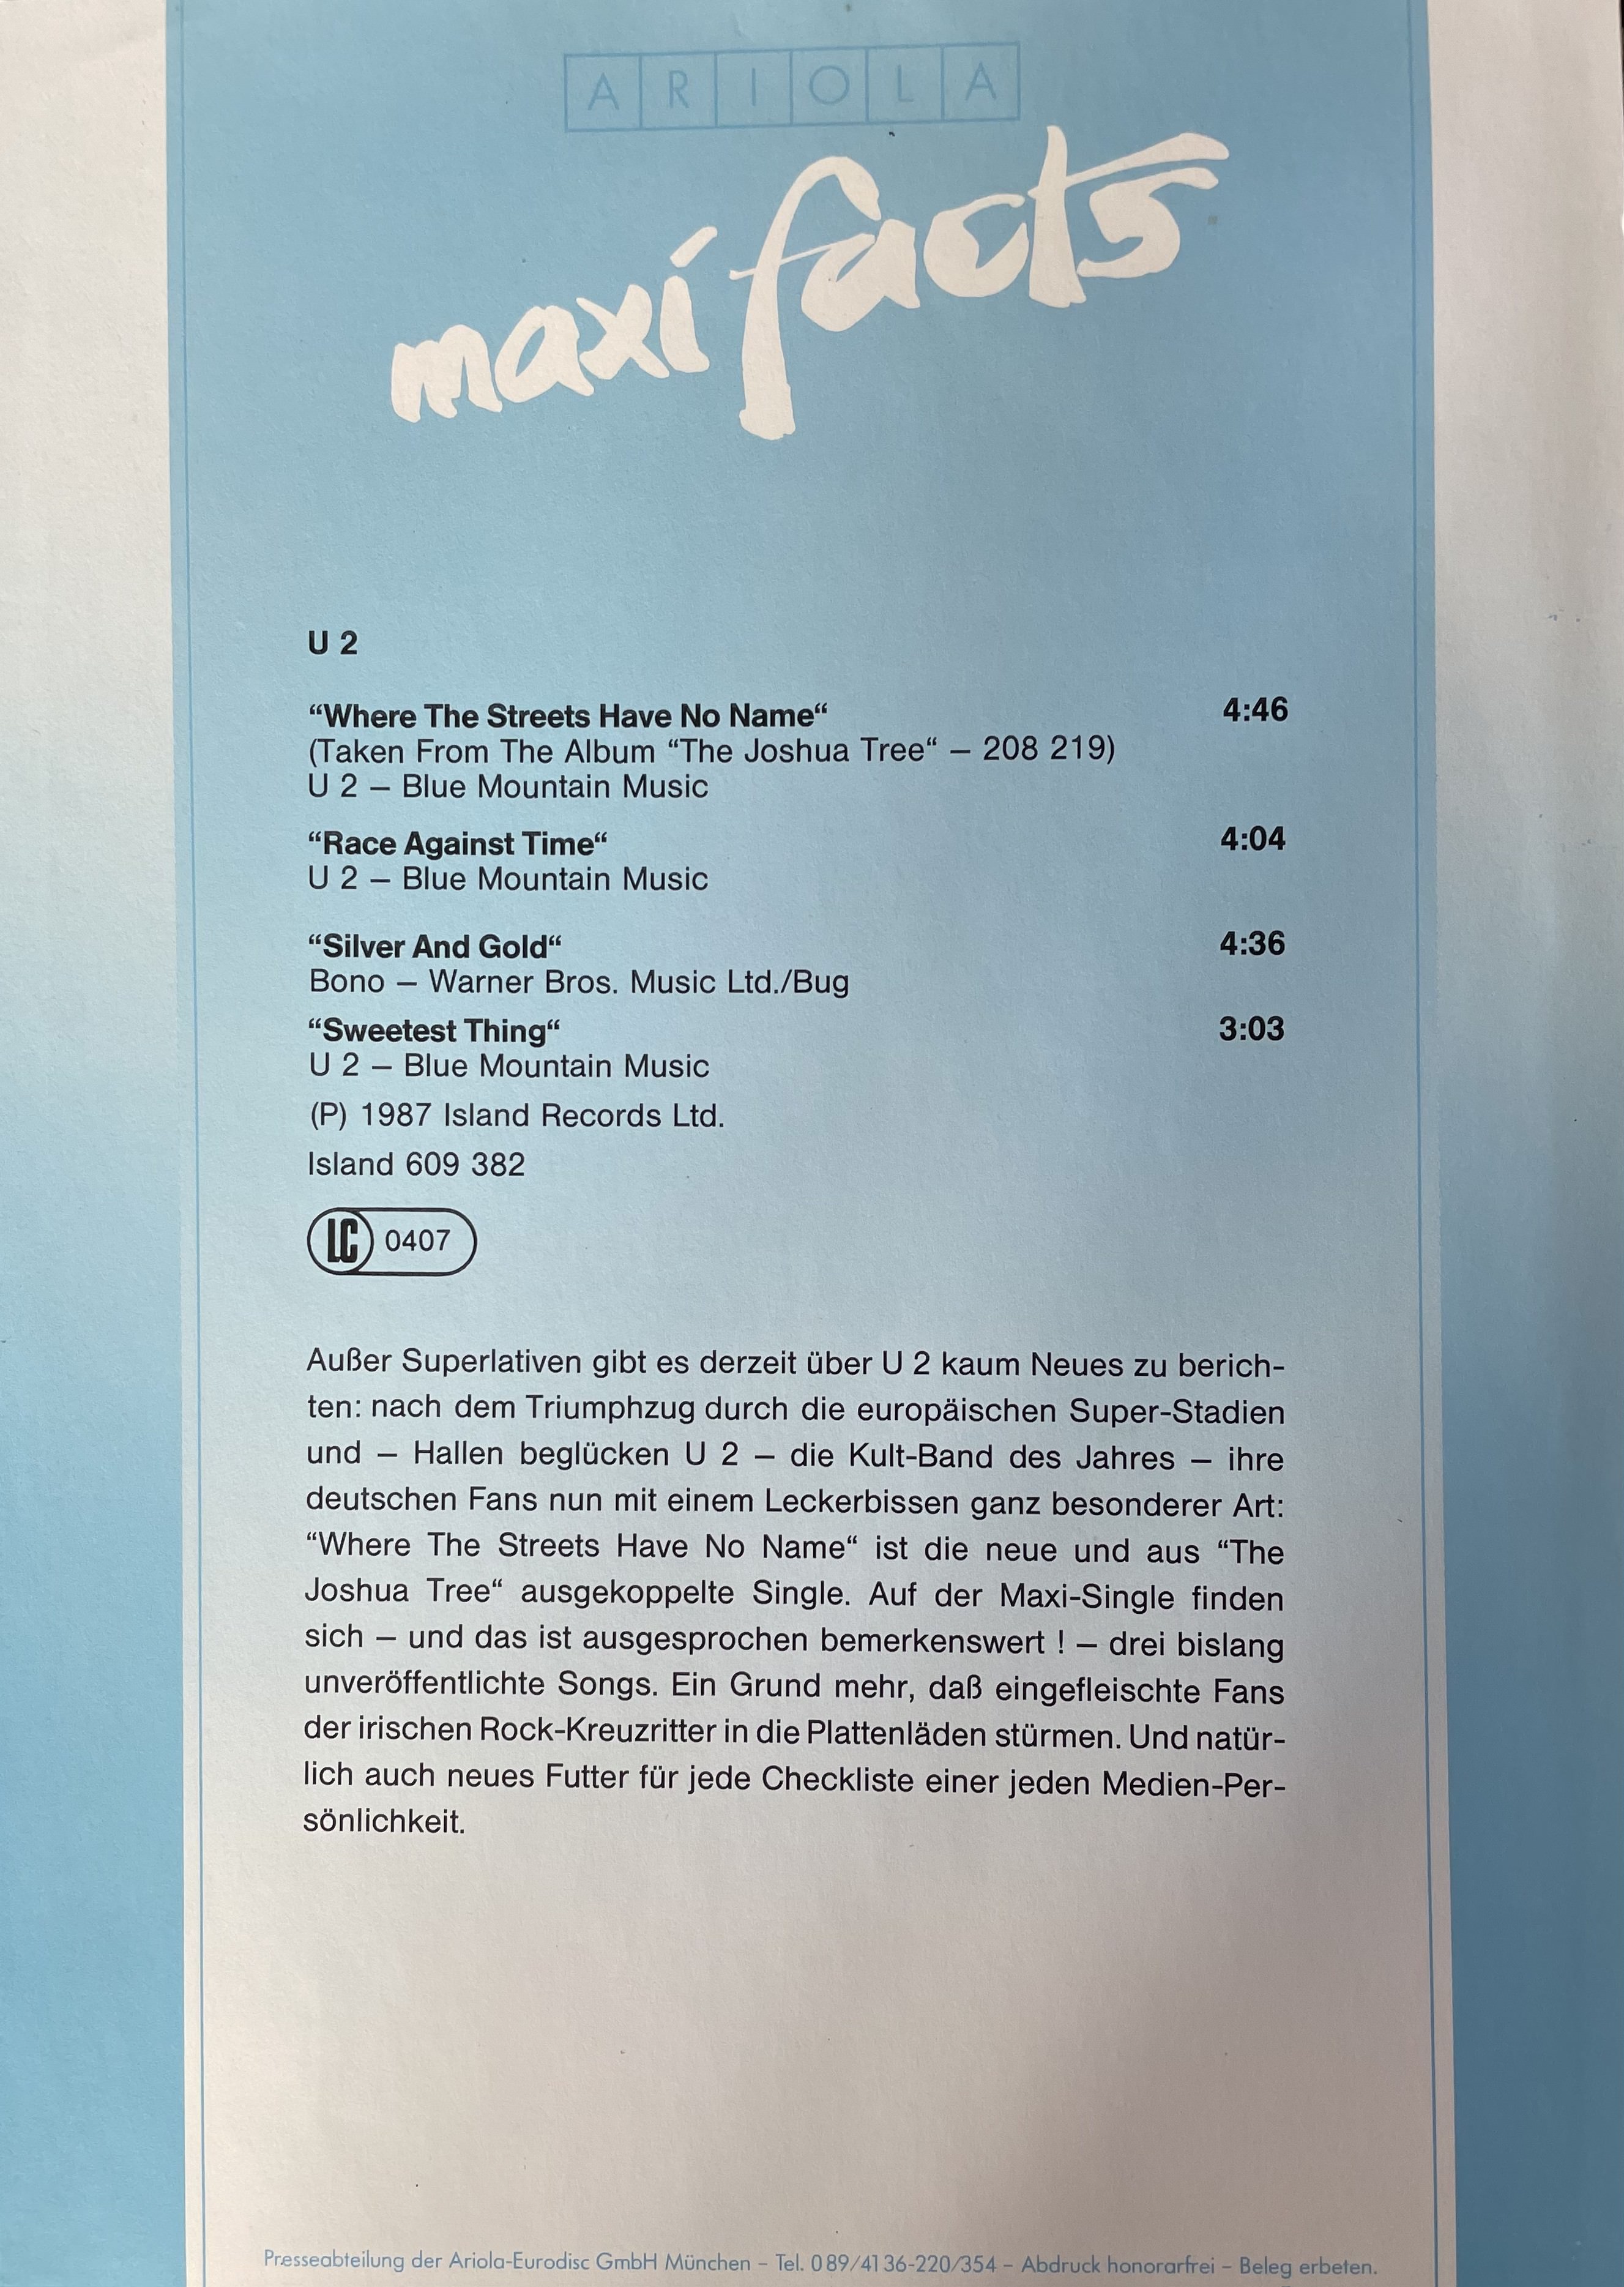 ARIOLA
maxi facts
U 2
“Where The Streets Have No Name“ 4:46
(Taken From The Album “The Joshua Tree“ – 208 219)
U 2 – Blue Mountain Music
“Race Against Time“ 4:04
U 2 – Blue Mountain Music
“Silver And Gold“ 4:36
Bono – Warner Bros. Music Ltd./Bug
“Sweetest Thing“ 3:03
U 2 – Blue Mountain Music
(P) 1987 Island Records Ltd.
Island 609 382
LC 0407
Außer Superlativen gibt es derzeit über U 2 kaum Neues zu berich-
ten: nach dem Triumphzug durch die europäischen Super-Stadien
und – Hallen beglücken U 2 – die Kult-Band des Jahres – ihre
deutschen Fans nun mit einem Leckerbissen ganz besonderer Art:
“Where The Streets Have No Name“ ist die neue und aus “The
Joshua Tree“ ausgekoppelte Single. Auf der Maxi-Single finden
sich – und das ist ausgesprochen bemerkenswert ! – drei bislang
unveröffentlichte Songs. Ein Grund mehr, daß eingefleischte Fans
der irischen Rock-Kreuzritter in die Plattenläden stürmen. Und natür-
lich auch neues Futter für jede Checkliste einer jeden Medien-Per-
sönlichkeit.
Presseabteilung der Ariola-Eurodisc GmbH München – Tel. 089/4136-220/354 – Abdruck honorarfrei – Beleg erbeten.